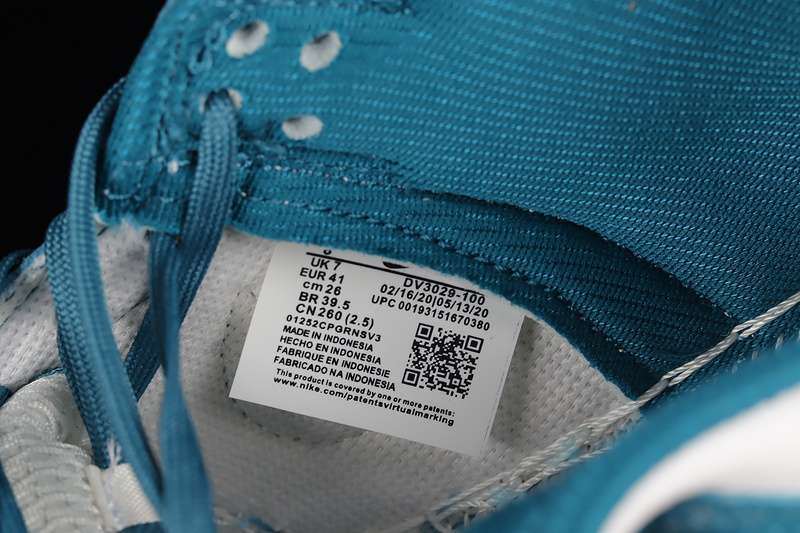 UK 7
EUR 41
cm 26
BR 39.5
CN 260 (2.5)
01252CPGRNSV3
MADE IN INDONESIA
HECHO EN INDONESIA
FABRIQUE EN INDONESIE
FABRICADO NA INDONESIA
This product is covered by one or more patents:
www.nike.com/patentsvirtualmarking
DV3029-100
02/16/20|05/13/20
UPC 00193151670380